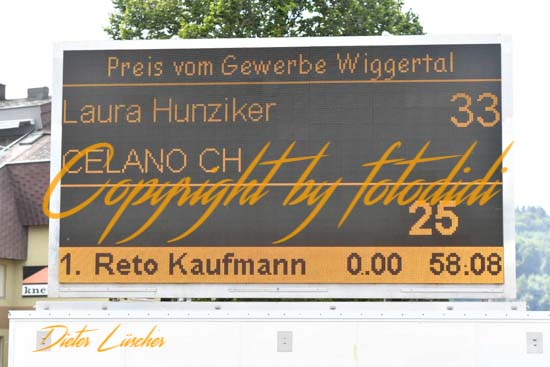 Preis vom Gewerbe Wiggertal
Laura Hunziker 33
CELANO CH
Copyright by fotodidi
25
1. Reto Kaufmann 0.00 58:08
kne
Dieter Lüscher